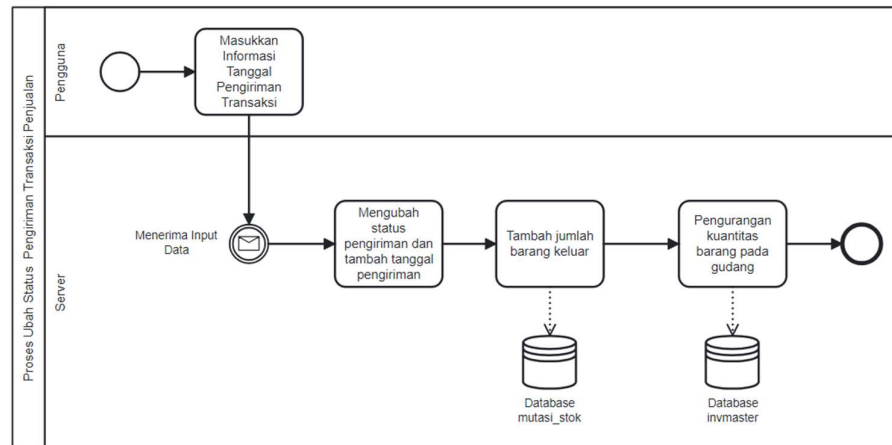 Proses Ubah Status Pengiriman Transaksi Penjualan
Pengguna
Masukkan
Informasi
Tanggal
Pengiriman
Transaksi
Server
Menerima Input
Data
Mengubah
status
pengiriman dan
tambah tanggal
pengiriman
Tambah jumlah
barang keluar
Pengurangan
kuantitas
barang pada
gudang
Database
mutasi_stok
Database
invmaster